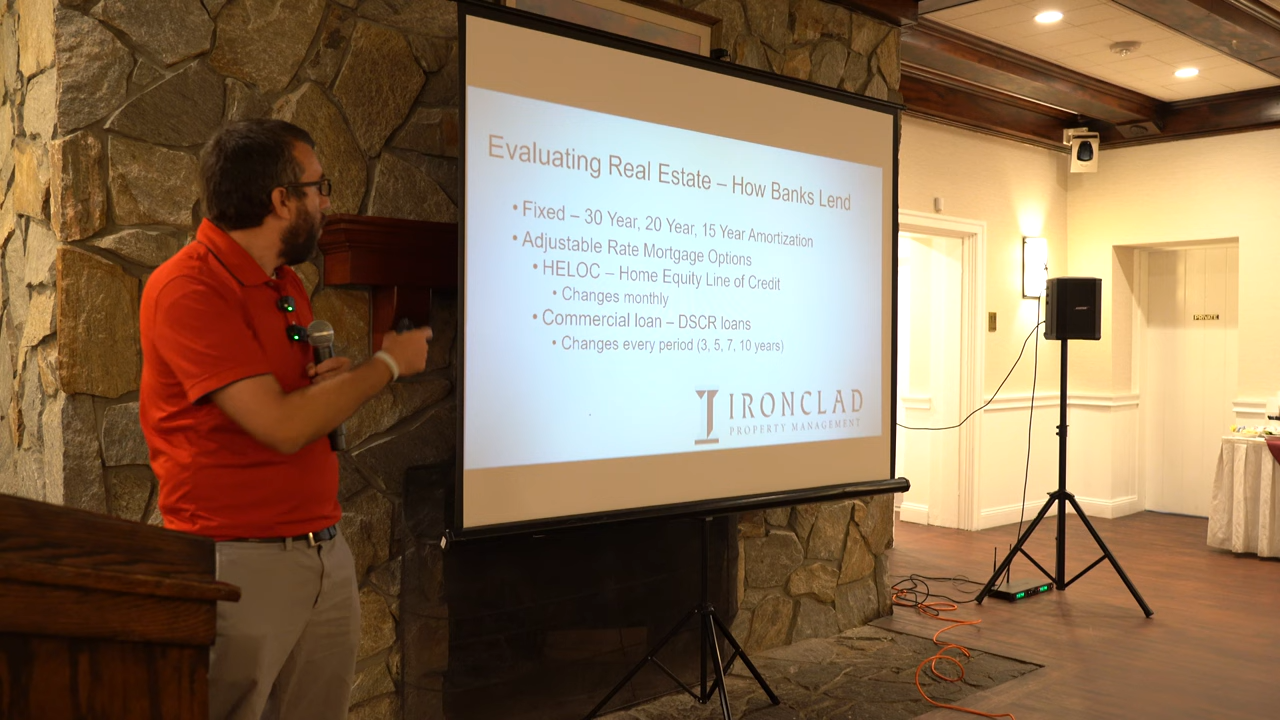 Evaluating Real Estate – How Banks Lend
• Fixed – 30 Year, 20 Year, 15 Year Amortization
• Adjustable Rate Mortgage Options
• HELOC – Home Equity Line of Credit
• Changes monthly
• Commercial loan – DSCR loans
• Changes every period (3, 5, 7, 10 years)
IRONCLAD
PROPERTY MANAGEMENT
PRIVATE